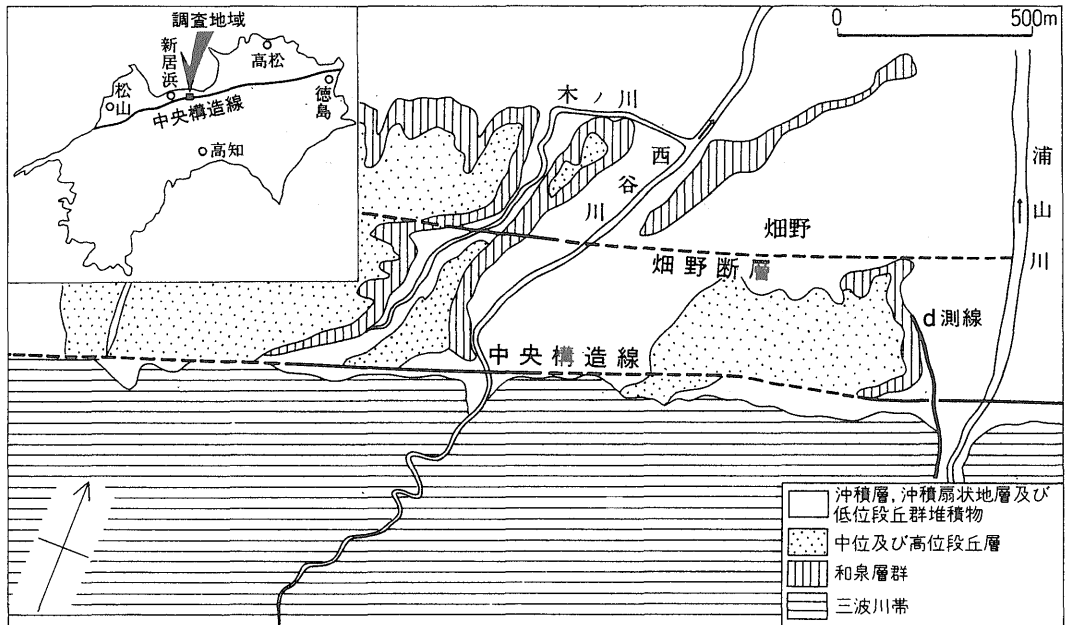 調査地域
新居浜
高松
松山
徳島
中央構造線
高知
0 500m
木ノ川
西谷川
浦山川
畑野
畑野断層
d測線
中央構造線
沖積層,沖積扇状地層及び
低位段丘群堆積物
中位及び高位段丘層
和泉層群
三波川帯